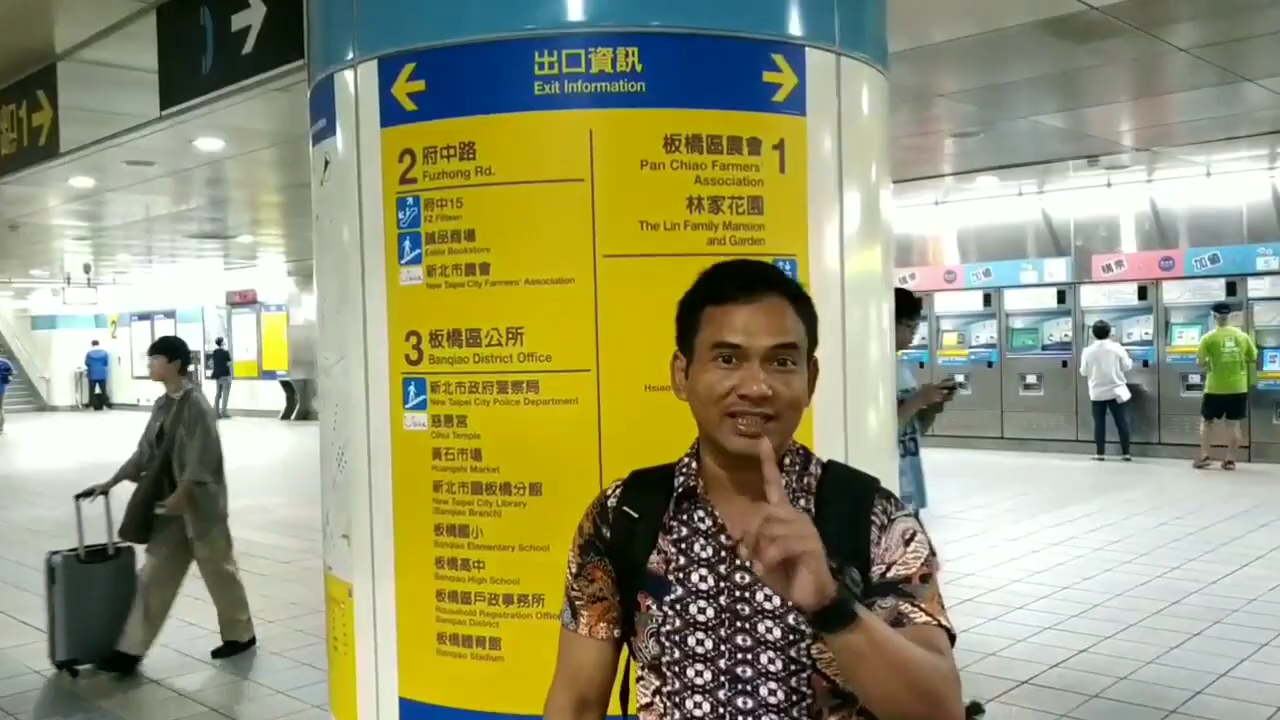 出口資訊
Exit Information
2 府中路
Fuzhong Rd.
府中15
FZ Fifteen
誠品商場
Eslite Bookstore
新北市農會
New Taipei City Farmers' Association
3 板橋區公所
Banqiao District Office
新北市政府警察局
New Taipei City Police Department
慈惠宮
Cihui Temple
黃石市場
Huangshi Market
新北市圖板橋分館
New Taipei City Library
(Banqiao Branch)
板橋國小
Banqiao Elementary School
板橋高中
Banqiao High School
板橋區戶政事務所
Household Registration Office
Banqiao District
板橋體育館
Banqiao Stadium
板橋區農會 1
Pan Chiao Farmers'
Association
林家花園
The Lin Family Mansion
and Garden
購票
加值
購票
加值
1
2